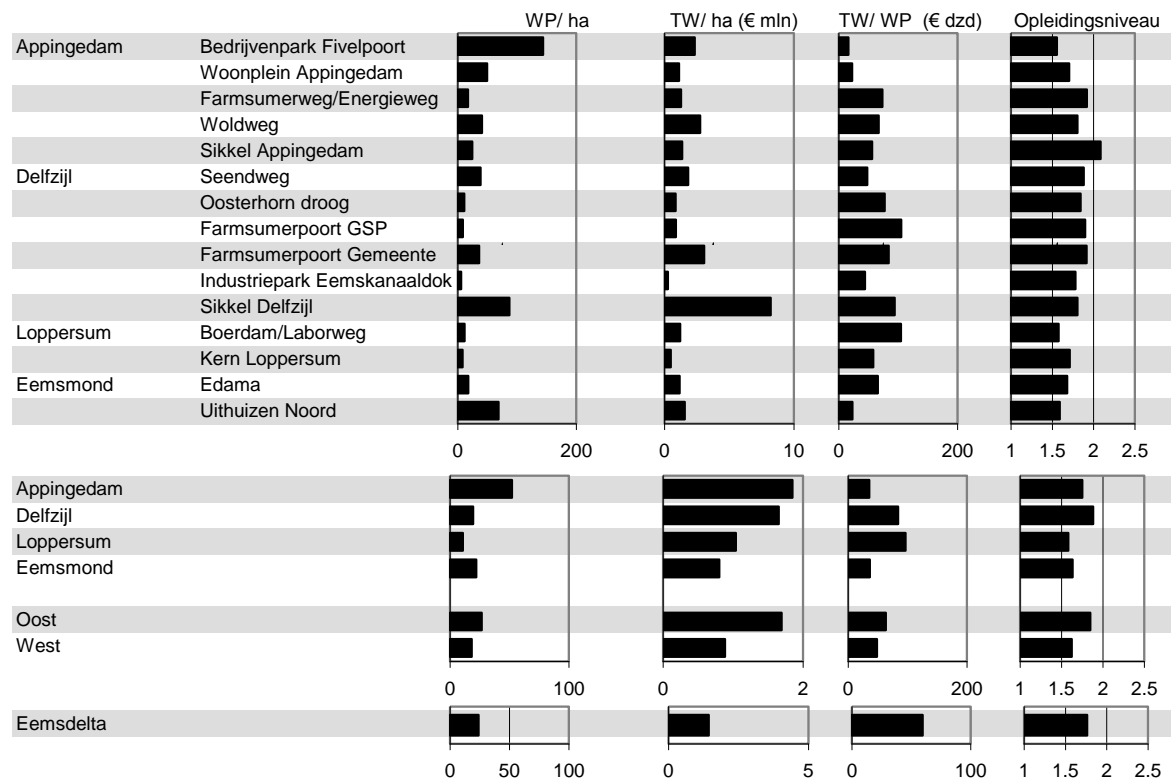 WP/ ha TW/ ha (€ mln) TW/ WP (€ dzd) Opleidingsniveau
Appingedam Bedrijvenpark Fivelpoort
Woonplein Appingedam
Farmsumerweg/Energieweg
Woldweg
Sikkel Appingedam
Delfzijl Seendweg
Oosterhorn droog
Farmsumerpoort GSP
Farmsumerpoort Gemeente
Industriepark Eemskanaaldok
Sikkel Delfzijl
Loppersum Boerdam/Laborweg
Kern Loppersum
Eemsmond Edama
Uithuizen Noord
0 200 0 10 0 200 1 1.5 2 2.5
Appingedam
Delfzijl
Loppersum
Eemsmond
Oost
West
0 100 0 2 0 200 1 1.5 2 2.5
Eemsdelta
0 50 100 0 5 0 100 1 1.5 2 2.5